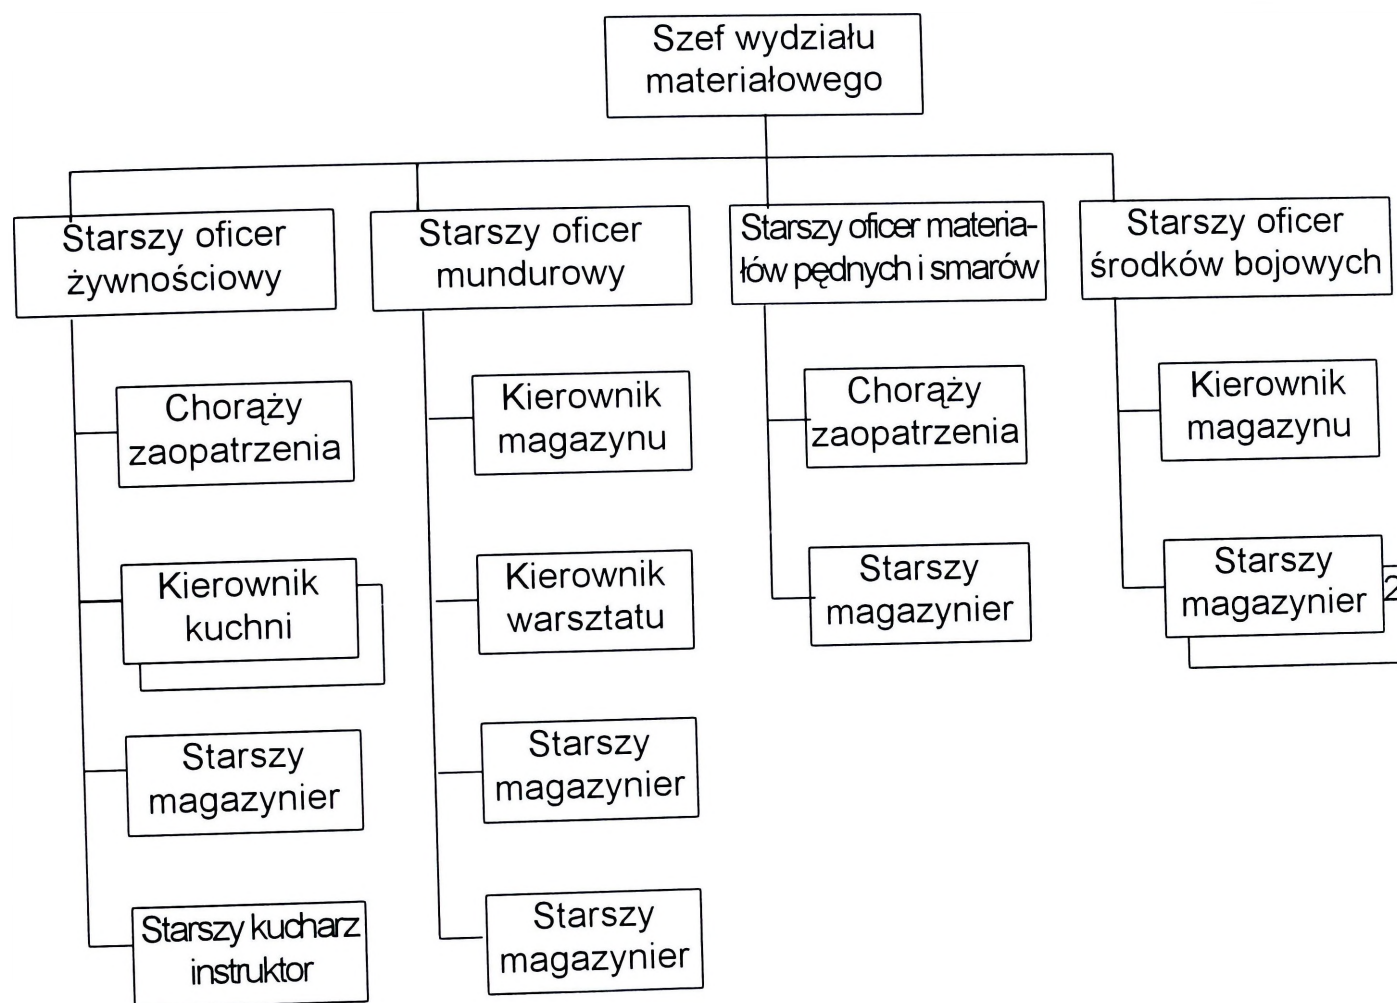 Szef wydziału
materiałowego
Starszy oficer
żywnościowy
Starszy oficer
mundurowy
Starszy oficer materia-
łów pędnych i smarów
Starszy oficer
środków bojowych
Chorąży
zaopatrzenia
Kierownik
kuchni
Starszy
magazynier
Starszy kucharz
instruktor
Kierownik
magazynu
Kierownik
warsztatu
Starszy
magazynier
Starszy
magazynier
Chorąży
zaopatrzenia
Starszy
magazynier
Kierownik
magazynu
Starszy
magazynier
2